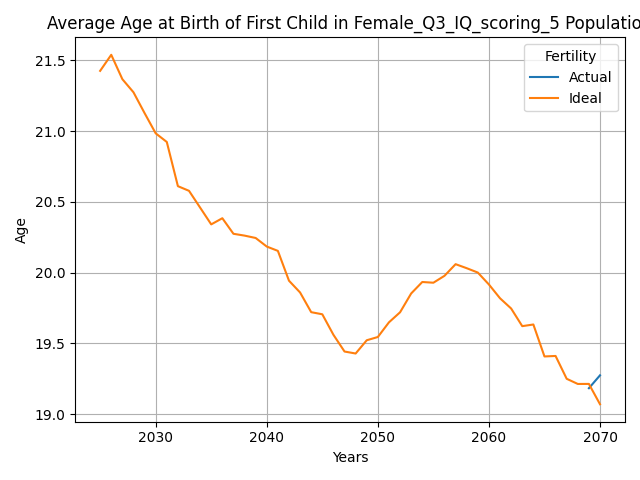 Average Age at Birth of First Child in Female_Q3_IQ_scoring_5 Populatio
Fertility
Actual
Ideal
21.5
21.0
20.5
20.0
19.5
19.0
Age
2030 2040 2050 2060 2070
Years